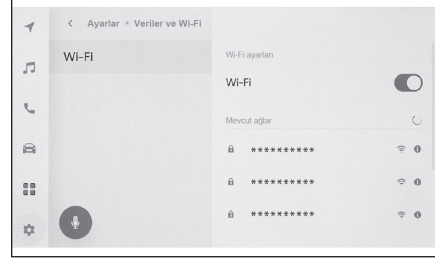 Ayarlar • Veriler ve Wi-Fi
Wi-Fi
Wi-Fi ayarları
Wi-Fi
Mevcut ağlar
**********
**********
**********